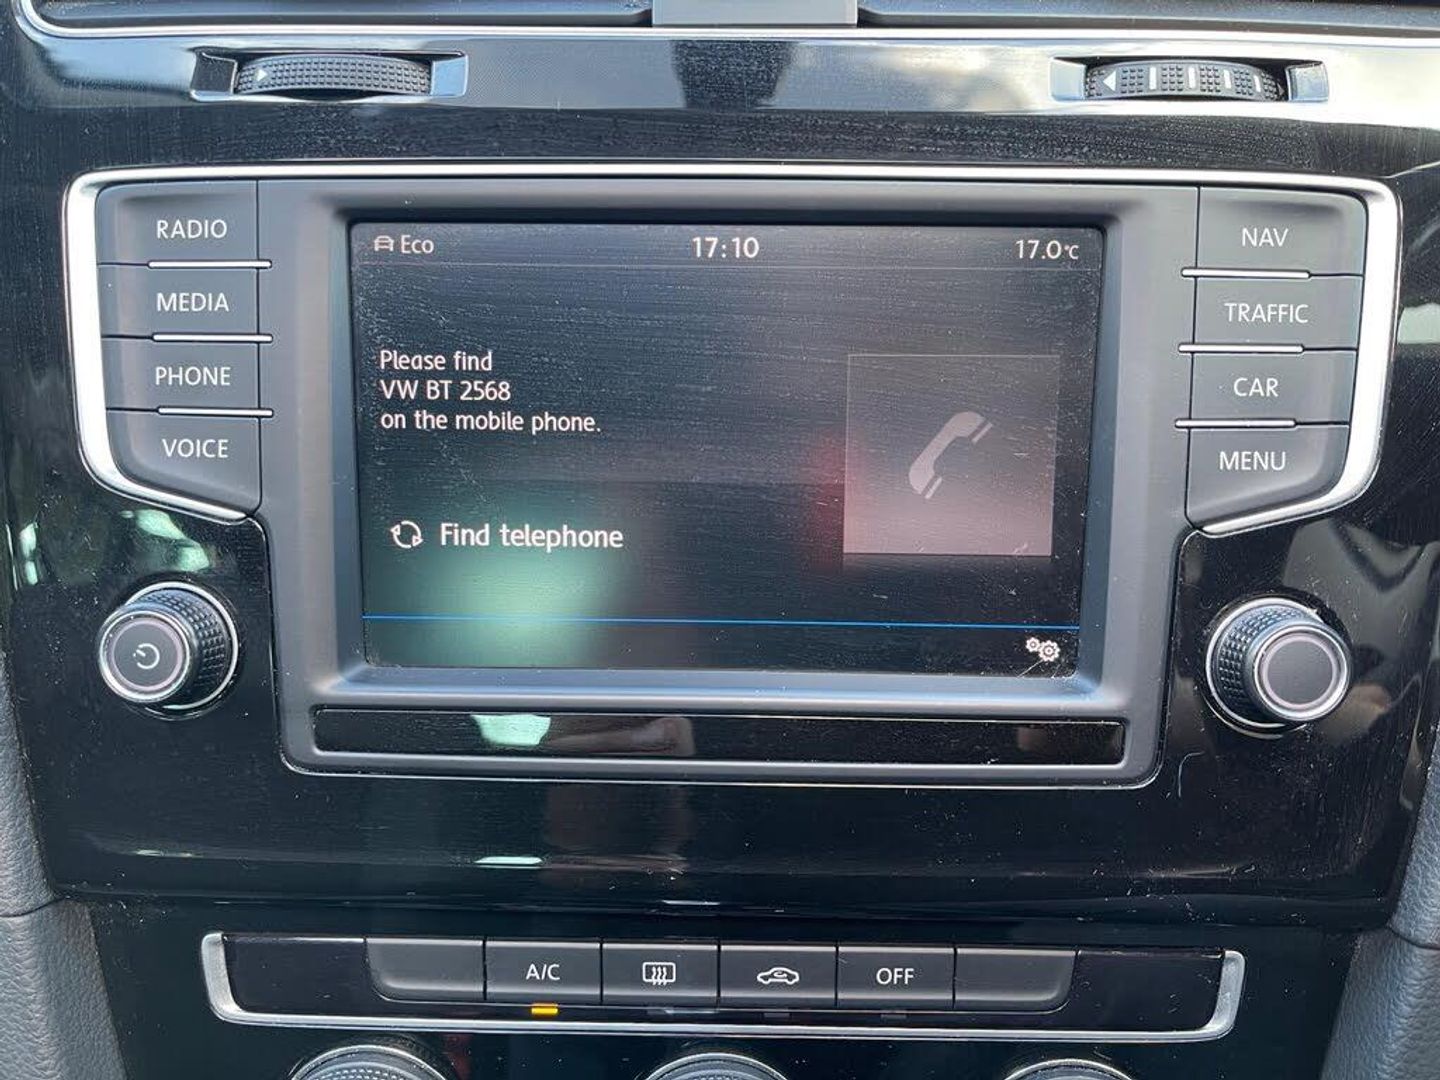 RADIO
MEDIA
PHONE
VOICE
Eco
17:10
17.0°C
Please find
VW BT 2568
on the mobile phone.
Find telephone
NAV
TRAFFIC
CAR
MENU
A/C
OFF